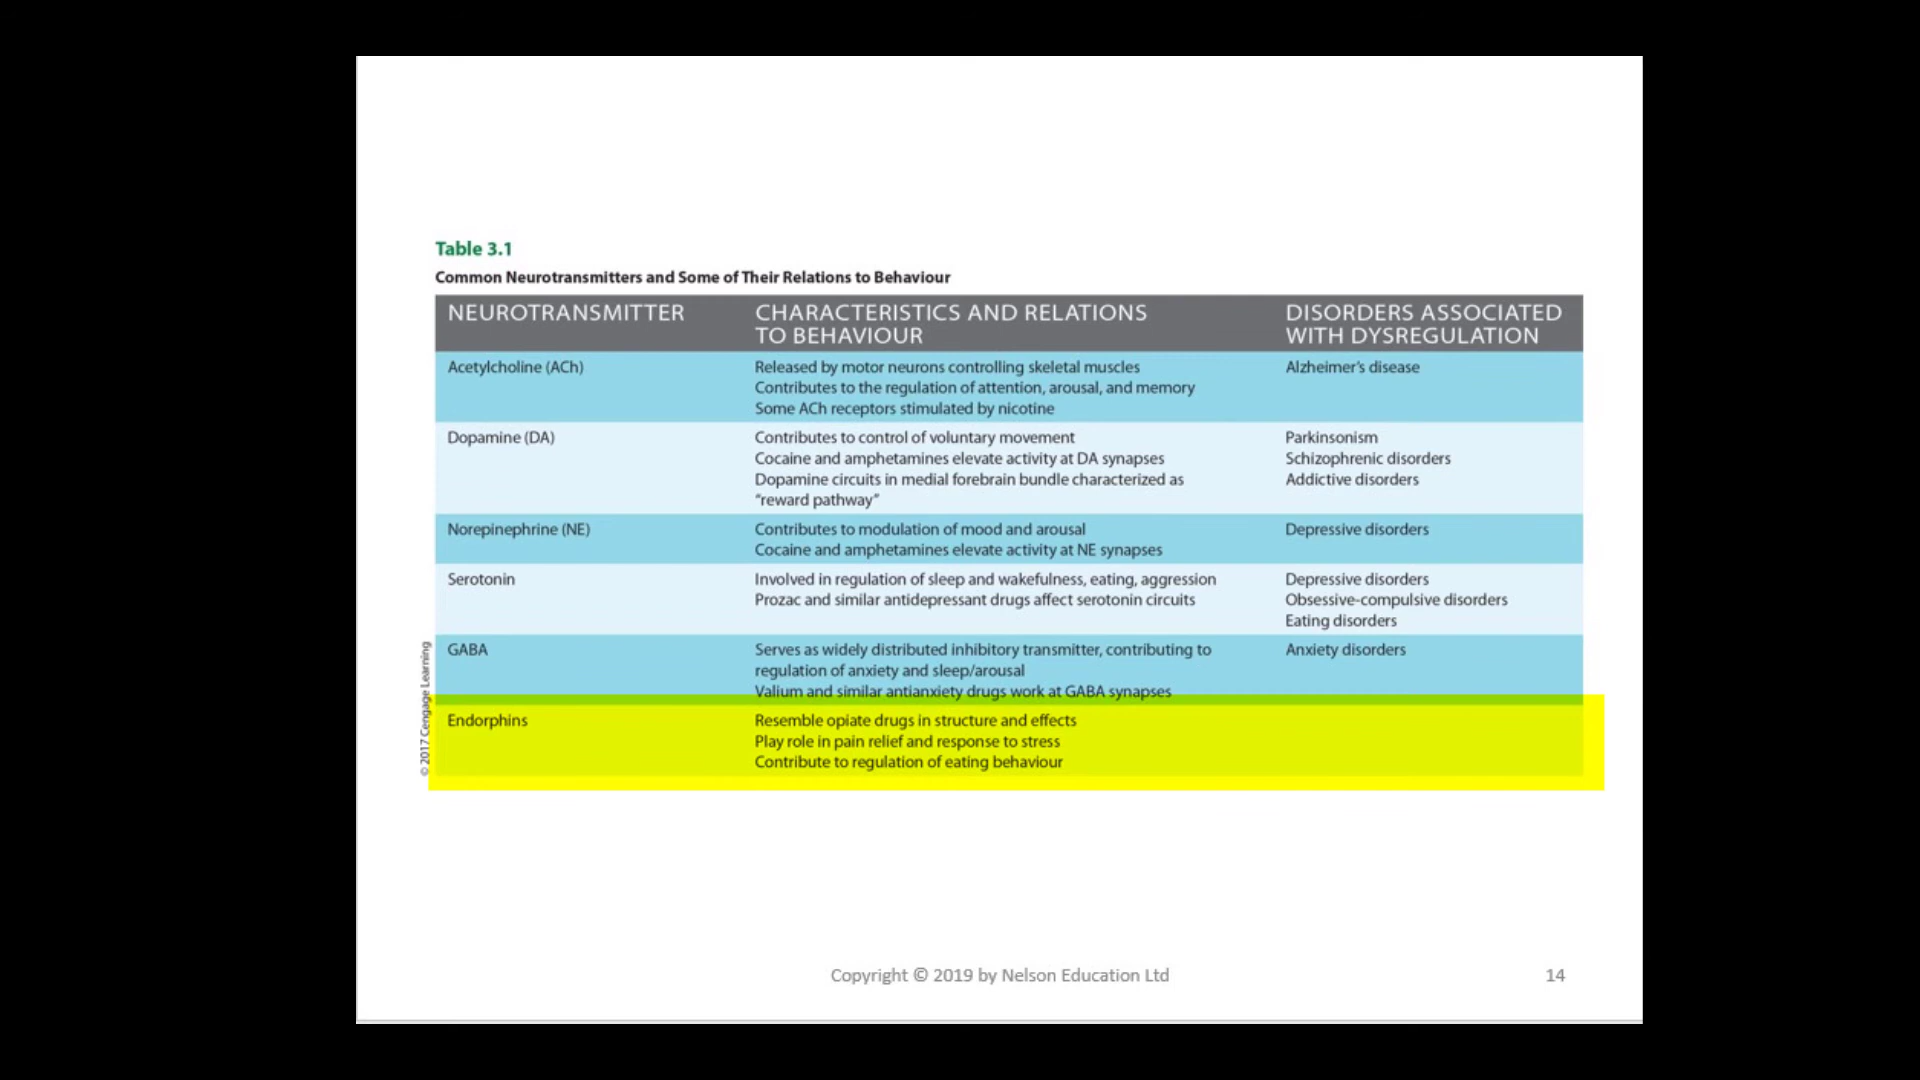 Table 3.1
Common Neurotransmitters and Some of Their Relations to Behaviour
NEUROTRANSMITTER
CHARACTERISTICS AND RELATIONS
TO BEHAVIOUR
DISORDERS ASSOCIATED
WITH DYSREGULATION
Acetylcholine (ACh)
Released by motor neurons controlling skeletal muscles
Contributes to the regulation of attention, arousal, and memory
Some ACh receptors stimulated by nicotine
Alzheimer's disease
Dopamine (DA)
Contributes to control of voluntary movement
Cocaine and amphetamines elevate activity at DA synapses
Dopamine circuits in medial forebrain bundle characterized as
“reward pathway”
Parkinsonism
Schizophrenic disorders
Addictive disorders
Norepinephrine (NE)
Contributes to modulation of mood and arousal
Cocaine and amphetamines elevate activity at NE synapses
Depressive disorders
Serotonin
Involved in regulation of sleep and wakefulness, eating, aggression
Prozac and similar antidepressant drugs affect serotonin circuits
Depressive disorders
Obsessive-compulsive disorders
Eating disorders
GABA
Serves as widely distributed inhibitory transmitter, contributing to
regulation of anxiety and sleep/arousal
Valium and similar antianxiety drugs work at GABA synapses
Anxiety disorders
Endorphins
Resemble opiate drugs in structure and effects
Play role in pain relief and response to stress
Contribute to regulation of eating behaviour
© 2017 Cengage Learning
Copyright © 2019 by Nelson Education Ltd
14